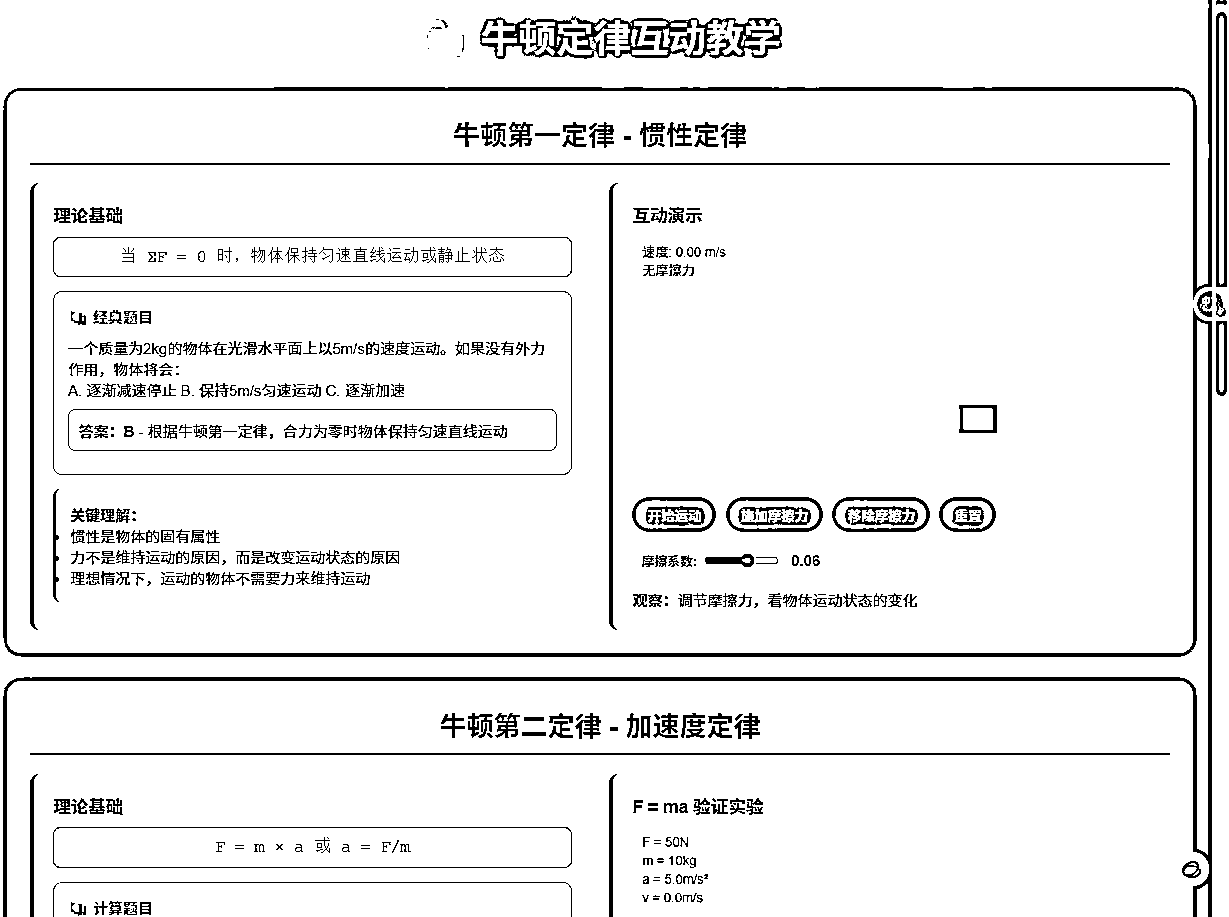 牛顿定律互动教学
牛顿第一定律 - 惯性定律
理论基础
当 ΣF = 0 时，物体保持匀速直线运动或静止状态
经典题目
一个质量为2kg的物体在光滑水平面上以5m/s的速度运动。如果没有外力
作用，物体将会：
A. 逐渐减速停止 B. 保持5m/s匀速运动 C. 逐渐加速
答案：B - 根据牛顿第一定律，合力为零时物体保持匀速直线运动
关键理解：
惯性是物体的固有属性
力不是维持运动的原因，而是改变运动状态的原因
理想情况下，运动的物体不需要力来维持运动
互动演示
速度: 0.00 m/s
无摩擦力
开始运动 施加摩擦力 移除摩擦力 重置
摩擦系数: 0.06
观察：调节摩擦力，看物体运动状态的变化
牛顿第二定律 - 加速度定律
理论基础
F = m × a 或 a = F/m
计算题目
F = ma 验证实验
F = 50N
m = 10kg
a = 5.0m/s²
v = 0.0m/s